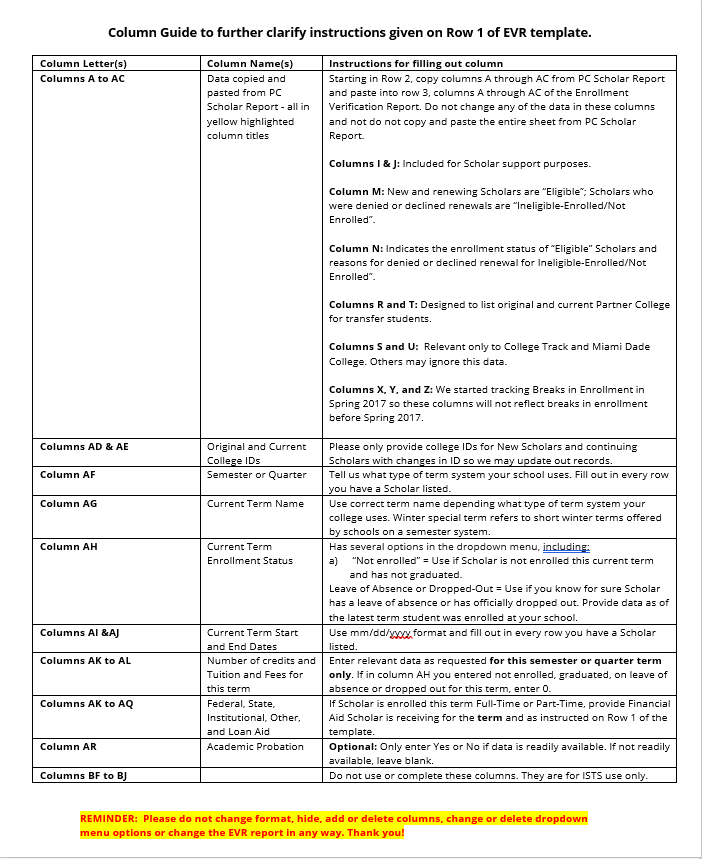 Column Guide to further clarify instructions given on Row 1 of EVR template.
Column Letter(s)
Column Name(s)
Instructions for filling out column
Columns A to AC
Data copied and
pasted from PC
Scholar Report - all in
yellow highlighted
column titles
Starting in Row 2, copy columns A through AC from PC Scholar Report
and paste into row 3, columns A through AC of the Enrollment
Verification Report. Do not change any of the data in these columns
and not do not copy and paste the entire sheet from PC Scholar
Report.
Columns I & J: Included for Scholar support purposes.
Column M: New and renewing Scholars are “Eligible”; Scholars who
were denied or declined renewals are “Ineligible-Enrolled/Not
Enrolled”.
Column N: Indicates the enrollment status of “Eligible” Scholars and
reasons for denied or declined renewal for Ineligible-Enrolled/Not
Enrolled”.
Columns R and T: Designed to list original and current Partner College
for transfer students.
Columns S and U:  Relevant only to College Track and Miami Dade
College. Others may ignore this data.
Columns X, Y, and Z: We started tracking Breaks in Enrollment in
Spring 2017 so these columns will not reflect breaks in enrollment
before Spring 2017.
Columns AD & AE
Original and Current
College IDs
Please only provide college IDs for New Scholars and continuing
Scholars with changes in ID so we may update out records.
Column AF
Semester or Quarter
Tell us what type of term system your school uses. Fill out in every row
you have a Scholar listed.
Column AG
Current Term Name
Use correct term name depending what type of term system your
college uses. Winter special term refers to short winter terms offered
by schools on a semester system.
Column AH
Current Term
Enrollment Status
Has several options in the dropdown menu, including:
a) “Not enrolled” = Use if Scholar is not enrolled this current term
and has not graduated.
Leave of Absence or Dropped-Out = Use if you know for sure Scholar
has a leave of absence or has officially dropped out. Provide data as of
the latest term student was enrolled at your school.
Columns AI &AJ
Current Term Start
and End Dates
Use mm/dd/yyyy format and fill out in every row you have a Scholar
listed.
Columns AK to AL
Number of credits and
Tuition and Fees for
this term
Enter relevant data as requested for this semester or quarter term
only. If in column AH you entered not enrolled, graduated, on leave of
absence or dropped out for this term, enter 0.
Columns AK to AQ
Federal, State,
Institutional, Other,
and Loan Aid
If Scholar is enrolled this term Full-Time or Part-Time, provide Financial
Aid Scholar is receiving for the term and as instructed on Row 1 of the
template.
Column AR
Academic Probation
Optional: Only enter Yes or No if data is readily available. If not readily
available, leave blank.
Columns BF to BJ
Do not use or complete these columns. They are for ISTS use only.
REMINDER:  Please do not change format, hide, add or delete columns, change or delete dropdown
menu options or change the EVR report in any way. Thank you!